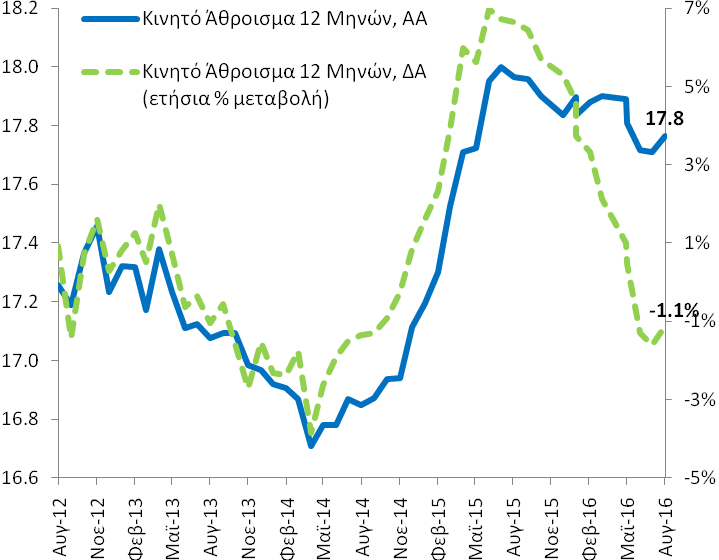 Κινητό Άθροισμα 12 Μηνών, ΑΑ
Κινητό Άθροισμα 12 Μηνών, ΔΑ
(ετήσια % μεταβολή)
18.2
18.0
17.8
17.6
17.4
17.2
17.0
16.8
16.6
7%
5%
3%
1%
-1%
-3%
-5%
17.8
-1.1%
Αυγ-12
Νοε-12
Φεβ-13
Μαϊ-13
Αυγ-13
Νοε-13
Φεβ-14
Μαϊ-14
Αυγ-14
Νοε-14
Φεβ-15
Μαϊ-15
Αυγ-15
Νοε-15
Φεβ-16
Μαϊ-16
Αυγ-16